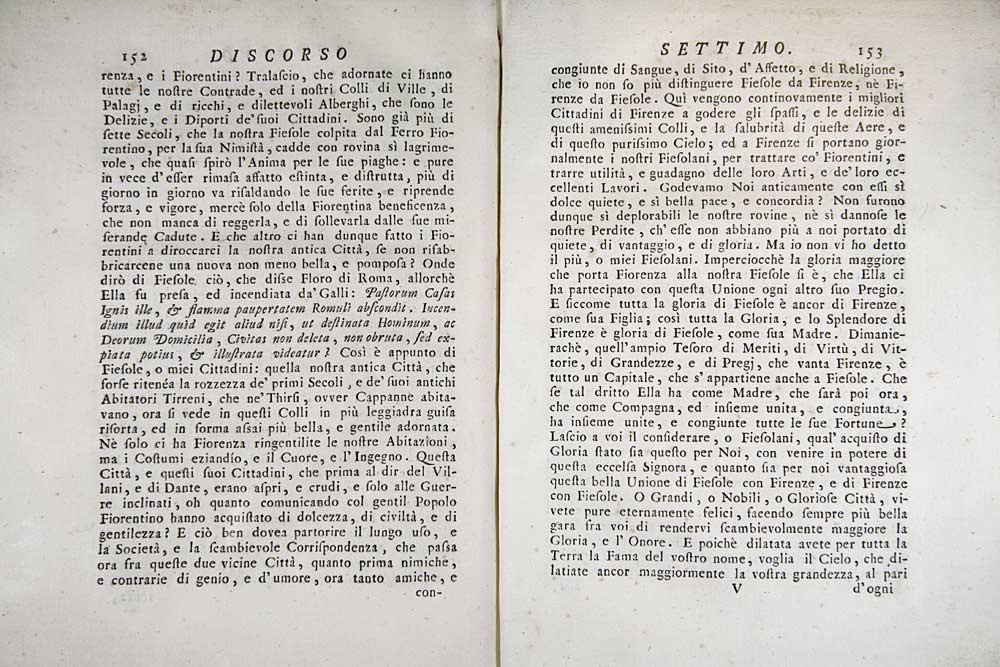 152 DISCORSO
renza, e i Fiorentini? Tralaſcio, che adornate ci hanno
tutte le noſtre Contrade, ed i noſtri Colli di Ville, di
Palagj, e di ricchi, e dilettevoli Alberghi, che ſono le
Delizie, e i Diporti de'ſuoi Cittadini. Sono già più di
ſette Secoli, che la noſtra Fieſole colpita dal Ferro Fio-
rentino, per la ſua Nimiſtà, cadde con rovina sì lagrime-
vole, che quaſi ſpirò l'Anima per le ſue piaghe: e pure
in vece d'eſſer rimaſa affatto eſtinta, e diſtrutta, più di
giorno in giorno va riſaldando le ſue ferite, e riprende
forza, e vigore, mercè ſolo della Fiorentina beneficenza,
che non manca di reggerla, e di ſollevarla dalle ſue mi-
ſerande Cadute. E che altro ci han dunque fatto i Fio-
rentini a diroccarci la noſtra antica Città, ſe non rifab-
bricarcene una nuova non meno bella, e pompoſa? Onde
dirò di Fieſole ciò, che diſſe Floro di Roma, allorchè
Ella fu preſa, ed incendiata da'Galli: Paſtorum Caſas
Ignis ille, & flamma paupertatem Romuli abſcondit. Incen-
dium illud quid egit aliud niſi, ut deſtinata Hominum, ac
Deorum Domicilia, Civitas non deleta, non obruta, ſed ex-
piata potius, & illuſtrata videatur? Così è appunto di
Fieſole, o miei Cittadini: quella noſtra antica Città, che
forſe ritenéa la rozzezza de' primi Secoli, e de'ſuoi antichi
Abitatori Tirreni, che ne'Thirſi, ovver Cappanne abita-
vano, ora ſi vede in queſti Colli in più leggiadra guiſa
riſorta, ed in forma aſſai più bella, e gentile adornata.
Nè ſolo ci ha Fiorenza ringentilite le noſtre Abitazioni,
ma i Coſtumi eziandío, e il Cuore, e l'Ingegno. Queſta
Città, e queſti ſuoi Cittadini, che prima al dir del Vil-
lani, e di Dante, erano aſpri, e crudi, e ſolo alle Guer-
re inclinati, oh quanto comunicando col gentil Popolo
Fiorentino hanno acquiſtato di dolcezza, di civiltà, e di
gentilezza? E ciò ben dovea partorire il lungo uſo, e
la Società, e la ſcambievole Corriſpondenza, che paſſa
ora fra queſte due vicine Città, quanto prima nimiche,
e contrarie di genio, e d'umore, ora tanto amiche, e
con-
SETTIMO. 153
congiunte di Sangue, di Sito, d'Affetto, e di Religione,
che io non ſo più diſtinguere Fieſole da Firenze, nè Fi-
renze da Fieſole. Quì vengono continovamente i migliori
Cittadini di Firenze a godere gli ſpaſſi, e le delizie di
queſti ameniſſimi Colli, e la ſalubrità di queſte Aere, e
di queſto puriſſimo Cielo; ed a Firenze ſi portano gior-
nalmente i noſtri Fieſolani, per trattare co'Fiorentini, e
trarre utilità, e guadagno delle loro Arti, e de'loro ec-
cellenti Lavori. Godevamo Noi anticamente con eſſi sì
dolce quiete, e sì bella pace, e concordia? Non furono
dunque sì deplorabili le noſtre rovine, nè sì dannoſe le
noſtre Perdite, ch'eſſe non abbiano più a noi portato di
quiete, di vantaggio, e di gloria. Ma io non vi ho detto
il più, o miei Fieſolani. Imperciocchè la gloria maggiore
che porta Fiorenza alla noſtra Fieſole ſi è, che Ella ci
ha partecipato con queſta Unione ogni altro ſuo Pregio.
E ſiccome tutta la gloria di Fieſole è ancor di Firenze,
come ſua Figlia; così tutta la Gloria, e lo Splendore di
Firenze è gloria di Fieſole, come ſua Madre. Dimanie-
rachè, quell'ampio Teſoro di Meriti, di Virtù, di Vit-
torie, di Grandezze, e di Pregj, che vanta Firenze, è
tutto un Capitale, che s'appartiene anche a Fieſole. Che
ſe tal dritto Ella ha come Madre, che ſarà poi ora,
che come Compagna, ed inſieme unita, e congiunta,
ha inſieme unite, e congiunte tutte le ſue Fortune?
Laſcio a voi il conſiderare, o Fieſolani, qual'acquiſto di
Gloria ſtato ſia queſto per Noi, con venire in potere di
queſta eccelſa Signora, e quanto ſia per noi vantaggioſa
queſta bella Unione di Fieſole con Firenze, e di Firenze
con Fieſole. O Grandi, o Nobili, o Glorioſe Città, vi-
vete pure eternamente felici, facendo ſempre più bella
gara fra voi di rendervi ſcambievolmente maggiore la
Gloria, e l'Onore. E poichè dilatata avete per tutta la
Terra la Fama del voſtro nome, voglia il Cielo, che di-
latiate ancor maggiormente la voſtra grandezza, al pari
V d'ogni